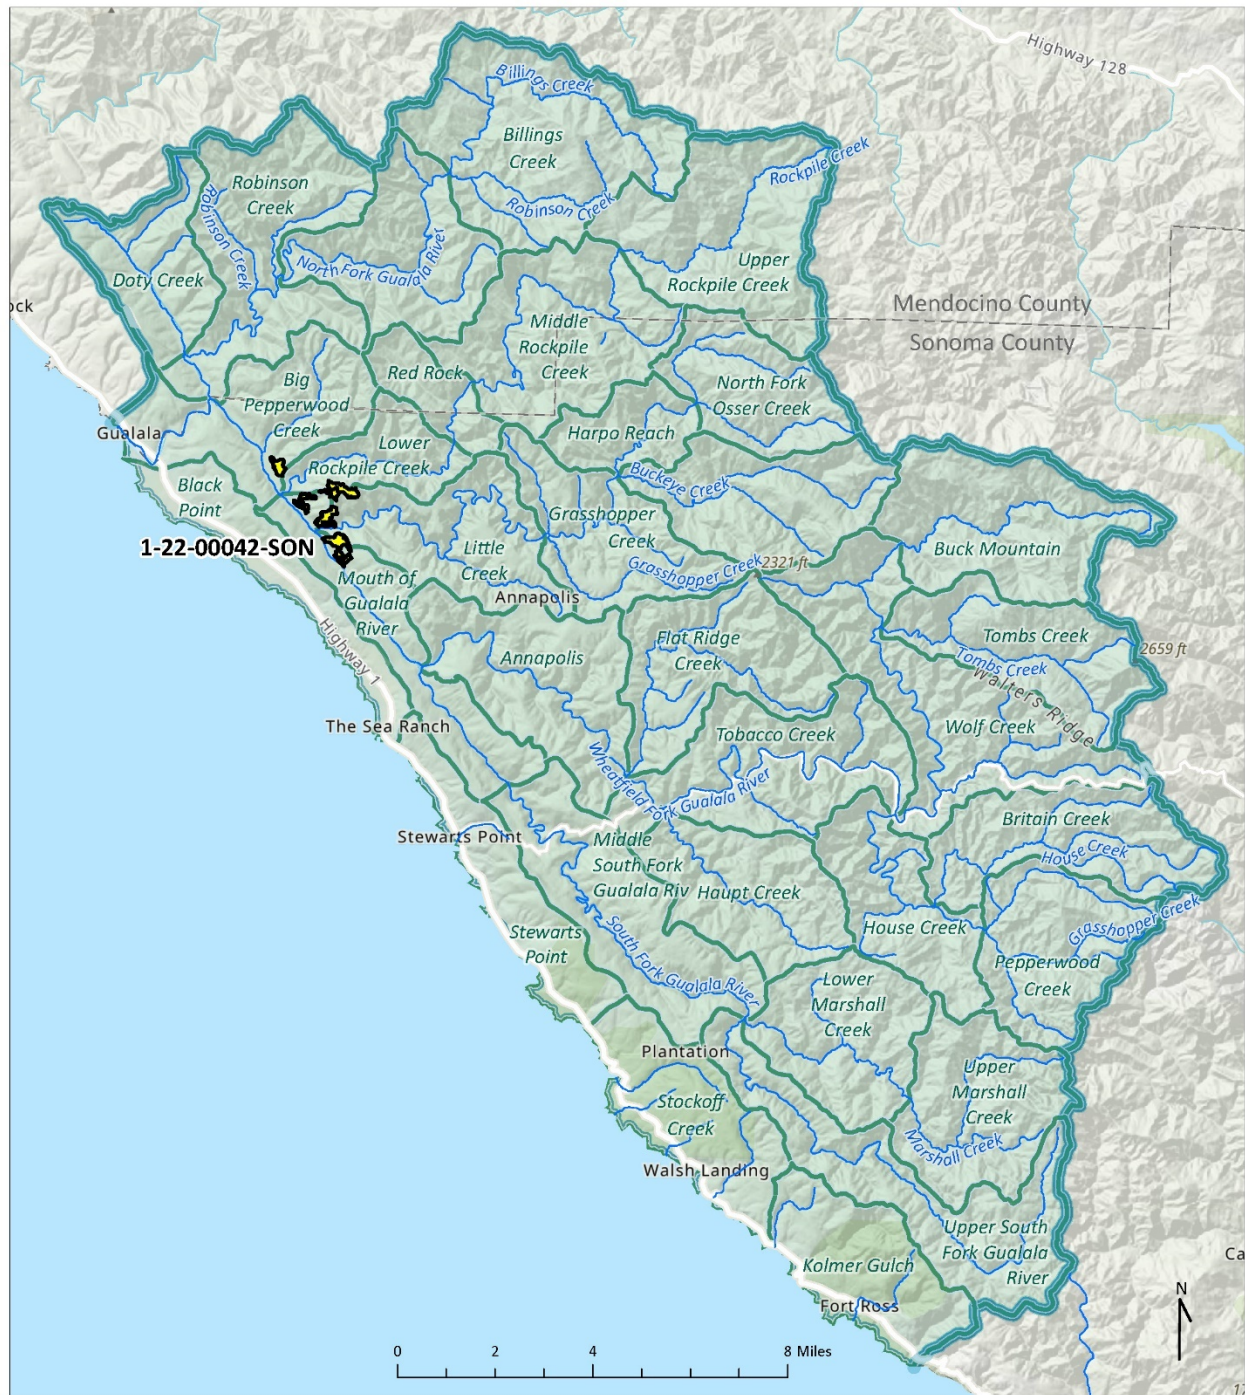 Highway 128
Billings Creek
Billings
Creek
Rockpile Creek
Robinson
Creek
Robinson Creek
Robinson Creek
North Fork Gualala River
Doty Creek
Upper
Rockpile Creek
Mendocino County
Sonoma County
ock
Middle
Rockpile
Creek
Red Rock
Big
Pepperwood
Creek
North Fork
Osser Creek
Gualala
Harpo Reach
Lower
Rockpile Creek
Buckeye Creek
Black
Point
Grasshopper
Creek
1-22-00042-SON
Little
Creek
Buck Mountain
Grasshopper Creek
2321 ft
Mouth of
Gualala
River
Annapolis
Highway 1
Flat Ridge
Creek
Tombs Creek
Tombs Creek
2659 ft
Walters Ridge
Annapolis
The Sea Ranch
Tobacco Creek
Wolf Creek
Wheatfield Fork Gualala River
Stewarts Point
Britain Creek
House Creek
Middle
South Fork
Gualala Riv
Haupt Creek
House Creek
Grasshopper Creek
Stewarts
Point
South Fork Gualala River
Pepperwood
Creek
Lower
Marshall
Creek
Plantation
Upper
Marshall
Creek
Stockoff
Creek
Marshall Creek
Walsh Landing
Upper South
Fork Gualala
River
Kolmer Gulch
Ca
Fort Ross
N
0 2 4 8 Miles
17